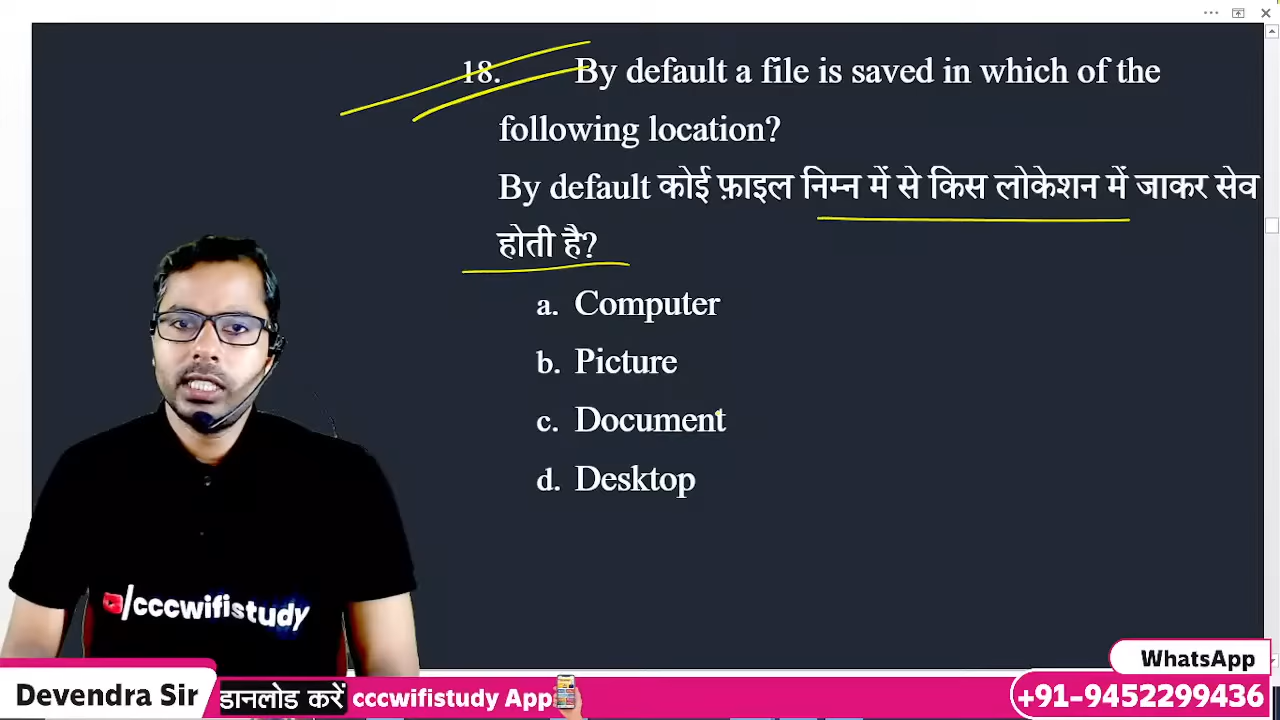 18. By default a file is saved in which of the
following location?
By default कोई फ़ाइल निम्न में से किस लोकेशन में जाकर सेव
होती है?
a. Computer
b. Picture
c. Document
d. Desktop
/cccwifistudy
WhatsApp
Devendra Sir डानलोड करें cccwifistudy App +91-9452299436